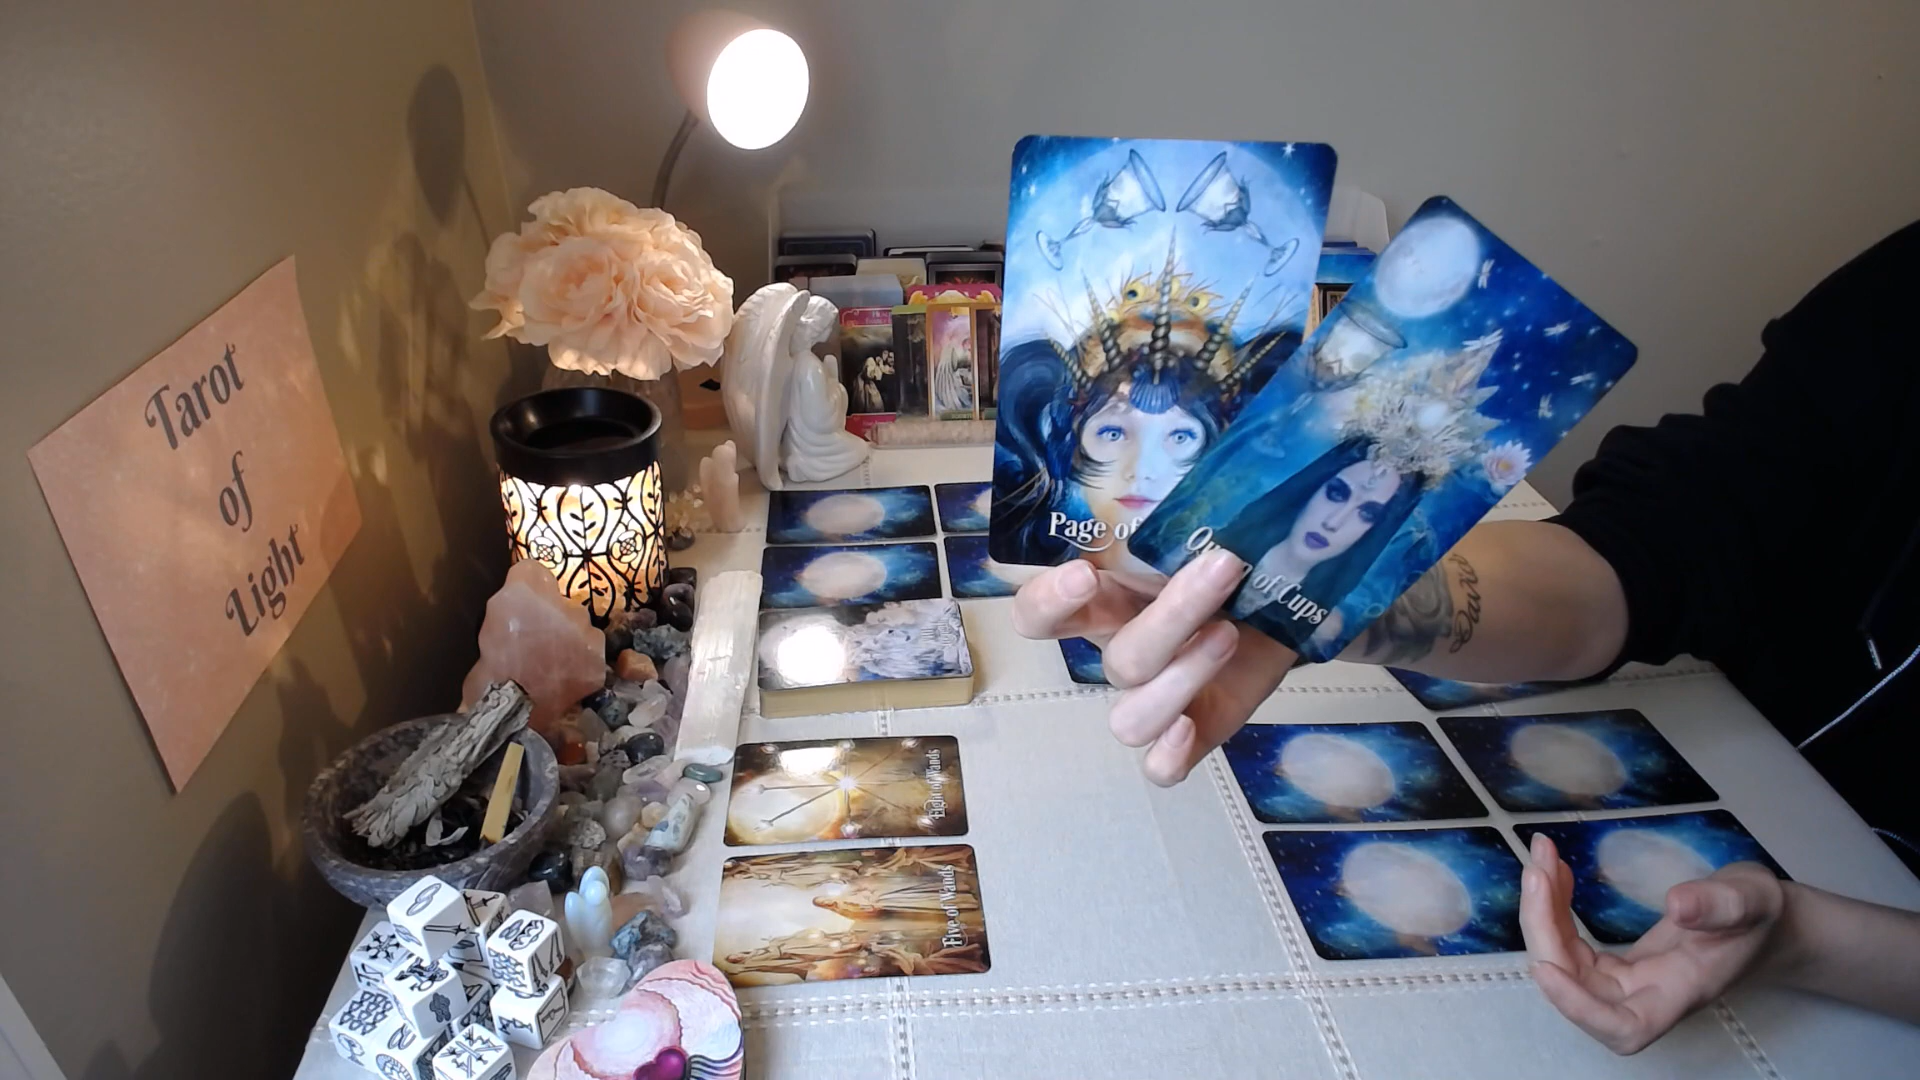 Tarot
of
Light
Page of
Queen of Cups
Eight of Wands
Five of Wands